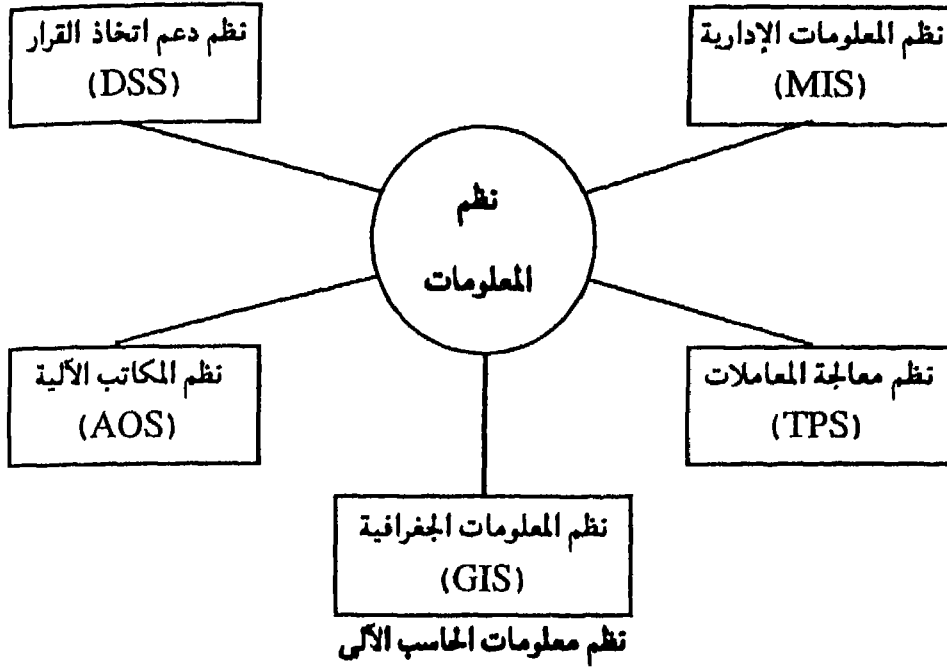 نظم المعلومات الإدارية
(MIS)
نظم دعم اتخاذ القرار
(DSS)
نظم
المعلومات
نظم معالجة المعاملات
(TPS)
نظم المكاتب الآلية
(AOS)
نظم المعلومات الجغرافية
(GIS)
نظم معلومات الحاسب الآلى